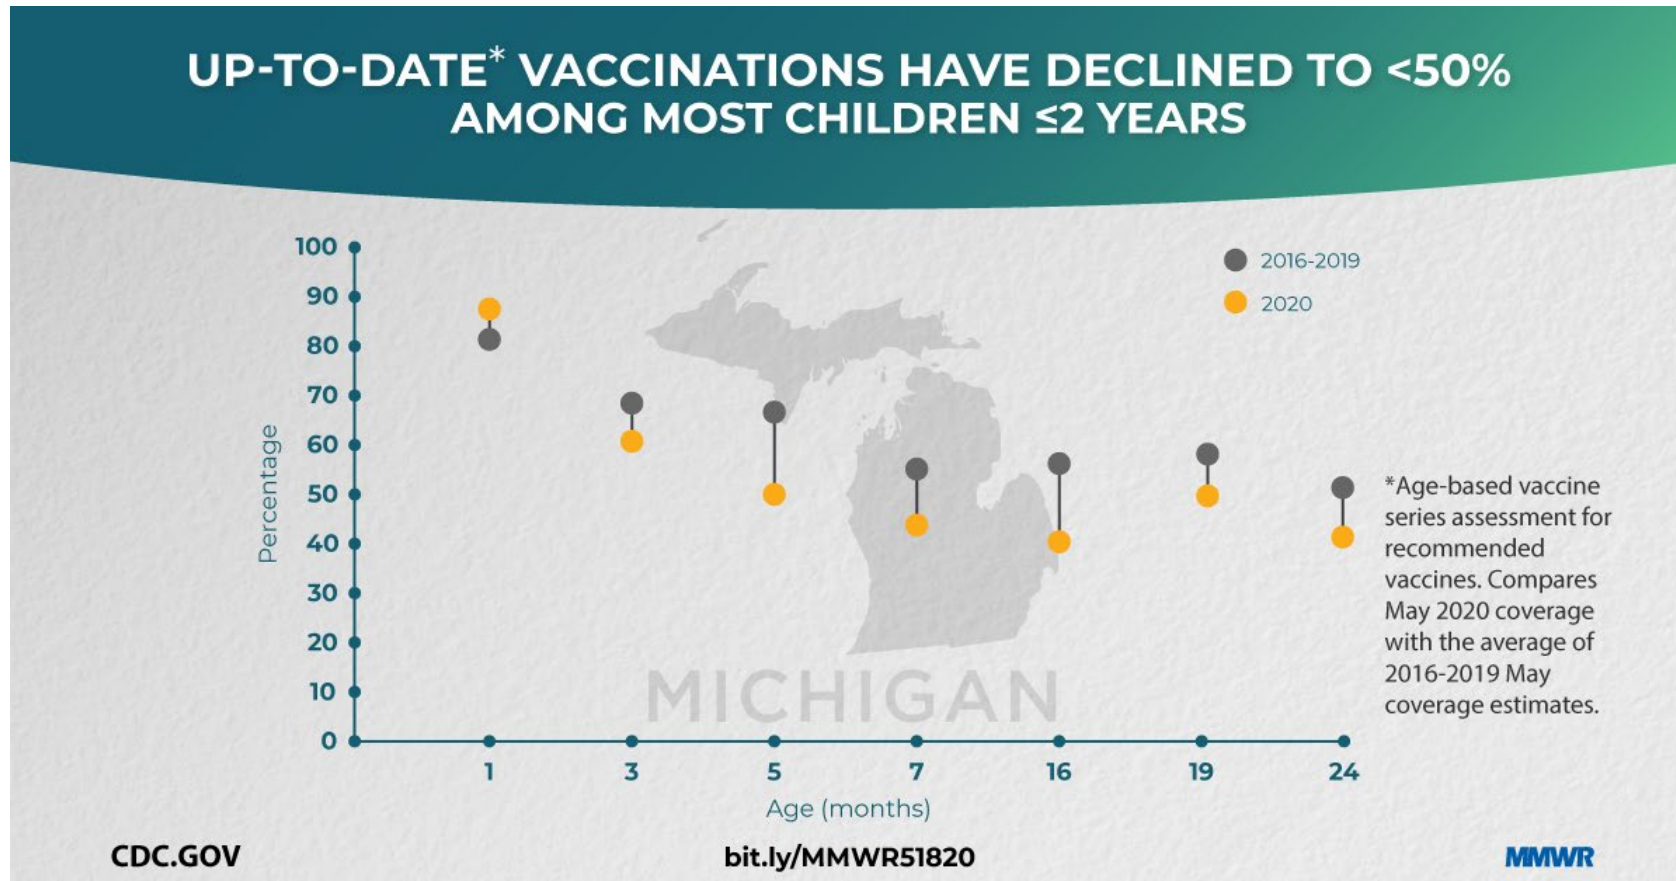 UP-TO-DATE* VACCINATIONS HAVE DECLINED TO <50%
AMONG MOST CHILDREN ≤2 YEARS
100
90
80
70
60
50
40
30
20
10
0
Percentage
2016-2019
2020
MICHIGAN
1 3 5 7 16 19 24
Age (months)
*Age-based vaccine
series assessment for
recommended
vaccines. Compares
May 2020 coverage
with the average of
2016-2019 May
coverage estimates.
CDC.GOV
bit.ly/MMWR51820
MMWR